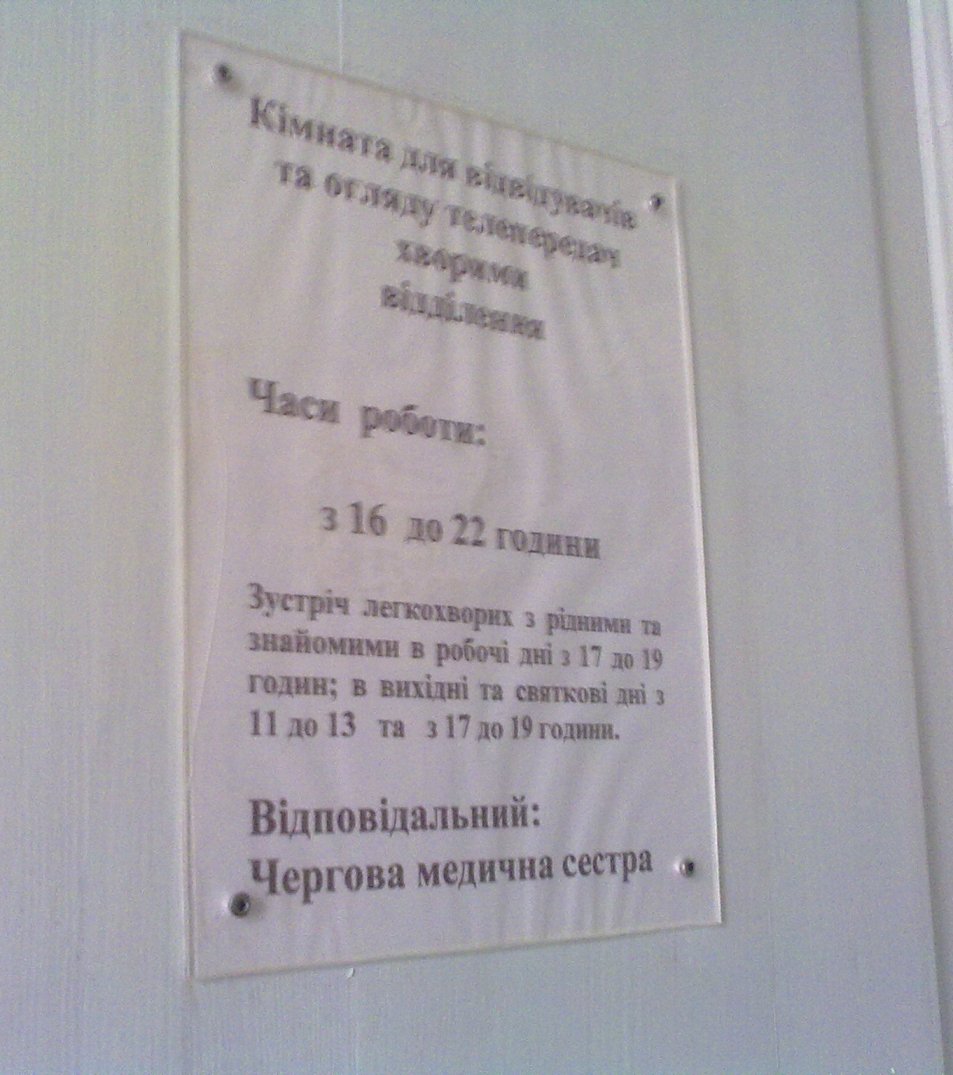 Кімната для відвідувачів
та огляду телепередач
хворими
відділення
Часи роботи:
з 16 до 22 години
Зустріч легкохворих з рідними та
знайомими в робочі дні з 17 до 19
годин; в вихідні та святкові дні з
11 до 13 та з 17 до 19 години.
Відповідальний:
Чергова медична сестра